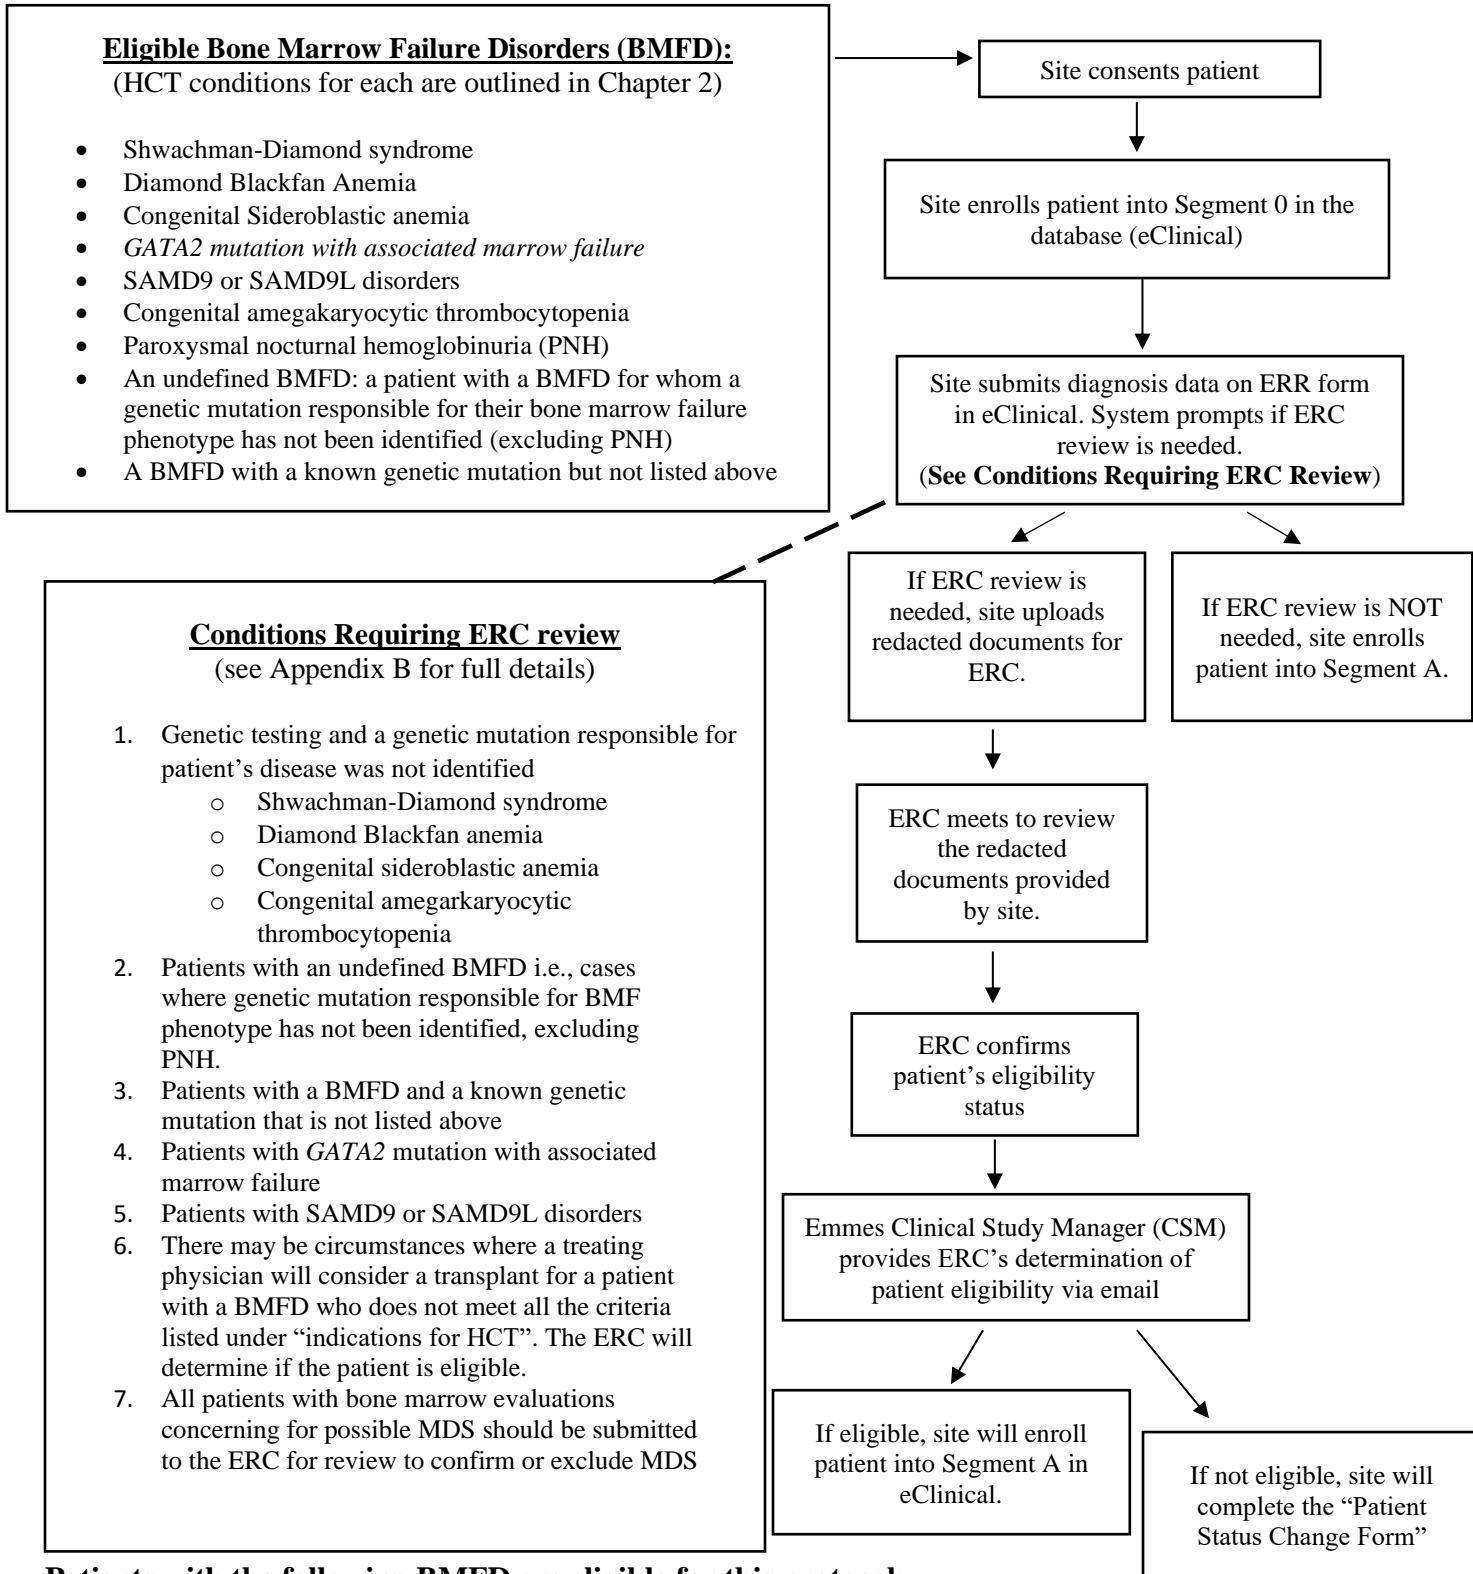 Eligible Bone Marrow Failure Disorders (BMFD):
(HCT conditions for each are outlined in Chapter 2)
• Shwachman-Diamond syndrome
• Diamond Blackfan Anemia
• Congenital Sideroblastic anemia
• GATA2 mutation with associated marrow failure
• SAMD9 or SAMD9L disorders
• Congenital amegakaryocytic thrombocytopenia
• Paroxysmal nocturnal hemoglobinuria (PNH)
• An undefined BMFD: a patient with a BMFD for whom a
genetic mutation responsible for their bone marrow failure
phenotype has not been identified (excluding PNH)
• A BMFD with a known genetic mutation but not listed above
Site consents patient
Site enrolls patient into Segment 0 in the
database (eClinical)
Site submits diagnosis data on ERR form
in eClinical. System prompts if ERC
review is needed.
(See Conditions Requiring ERC Review)
If ERC review is
needed, site uploads
redacted documents for
ERC.
If ERC review is NOT
needed, site enrolls
patient into Segment A.
ERC meets to review
the redacted
documents provided
by site.
ERC confirms
patient’s eligibility
status
Emmes Clinical Study Manager (CSM)
provides ERC’s determination of
patient eligibility via email
If eligible, site will enroll
patient into Segment A in
eClinical.
If not eligible, site will
complete the “Patient
Status Change Form”
Conditions Requiring ERC review
(see Appendix B for full details)
1. Genetic testing and a genetic mutation responsible for
patient’s disease was not identified
o Shwachman-Diamond syndrome
o Diamond Blackfan anemia
o Congenital sideroblastic anemia
o Congenital amegarkaryocytic
thrombocytopenia
2. Patients with an undefined BMFD i.e., cases
where genetic mutation responsible for BMF
phenotype has not been identified, excluding
PNH.
3. Patients with a BMFD and a known genetic
mutation that is not listed above
4. Patients with GATA2 mutation with associated
marrow failure
5. Patients with SAMD9 or SAMD9L disorders
6. There may be circumstances where a treating
physician will consider a transplant for a patient
with a BMFD who does not meet all the criteria
listed under “indications for HCT”. The ERC will
determine if the patient is eligible.
7. All patients with bone marrow evaluations
concerning for possible MDS should be submitted
to the ERC for review to confirm or exclude MDS
Patients with the following BMFD are eligible for this protocol